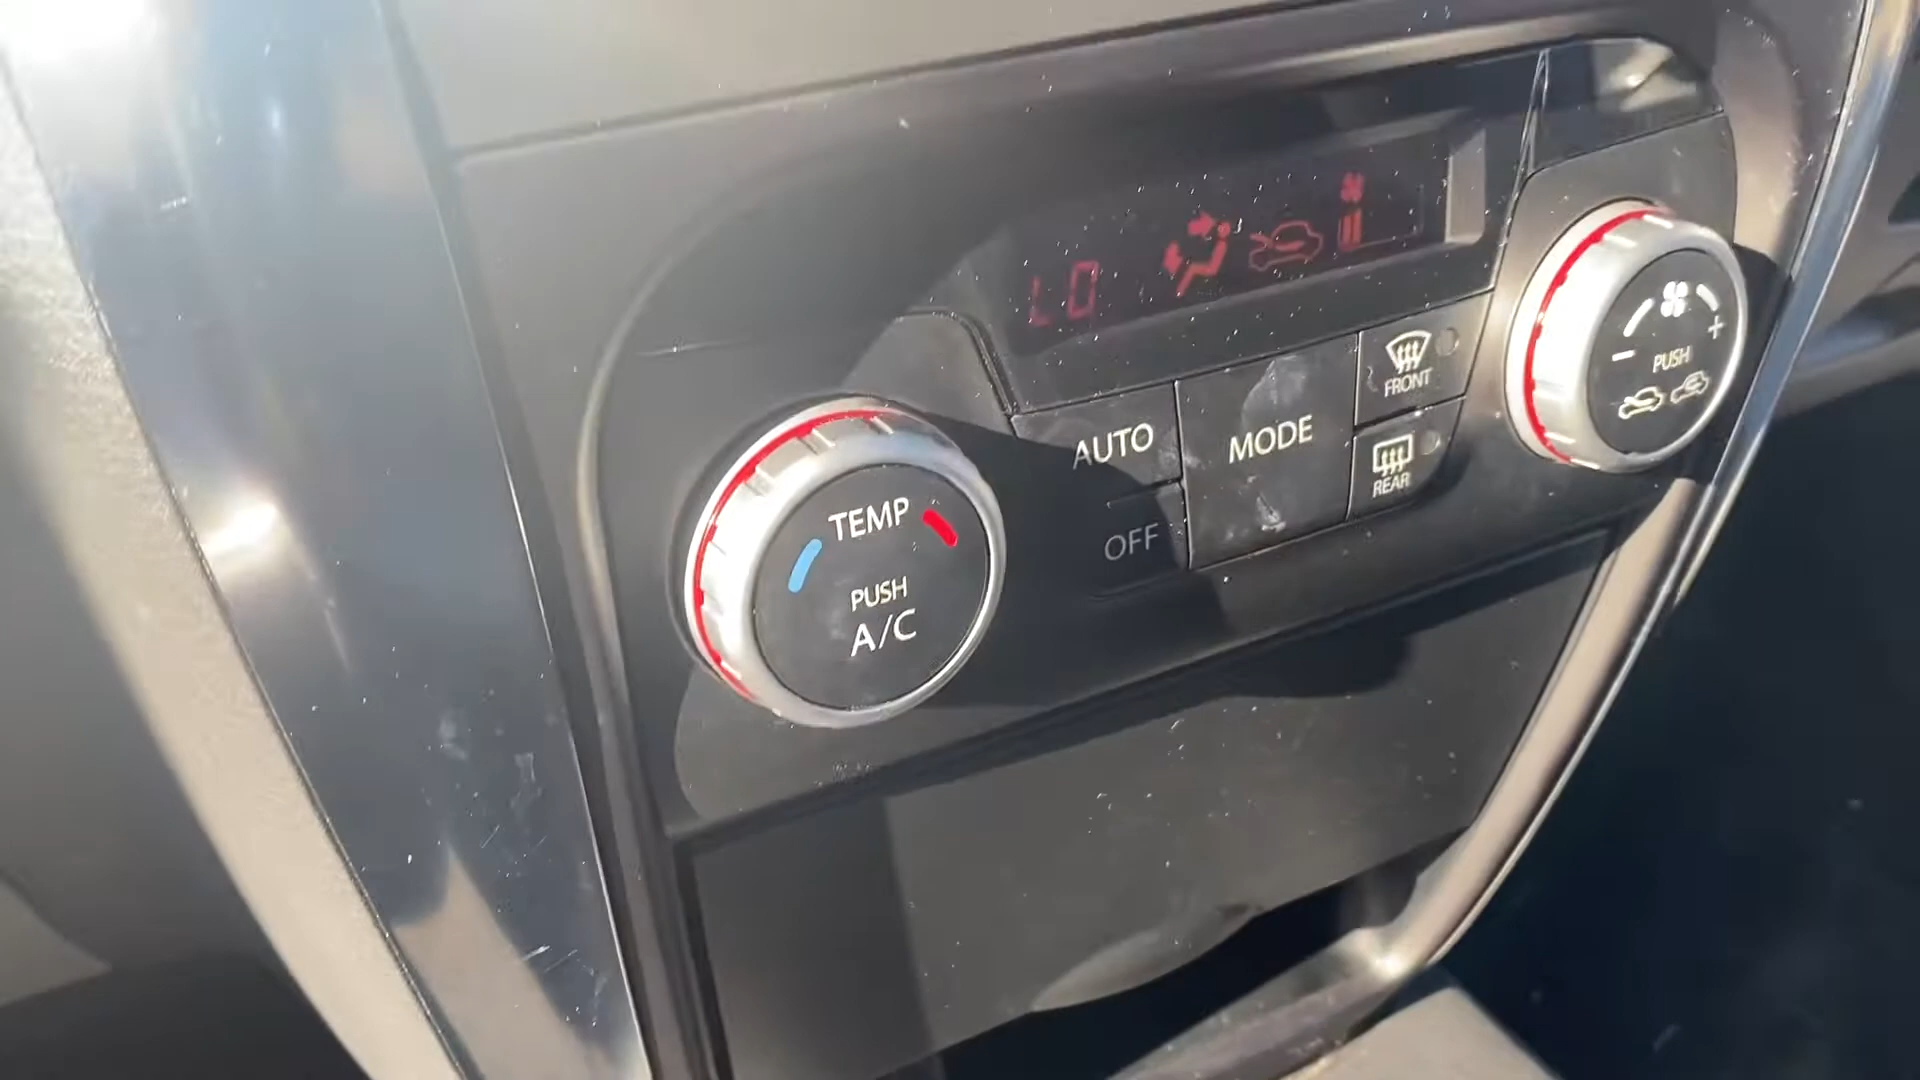 LO
AUTO
MODE
FRONT
REAR
OFF
TEMP
PUSH
A/C
- +
PUSH